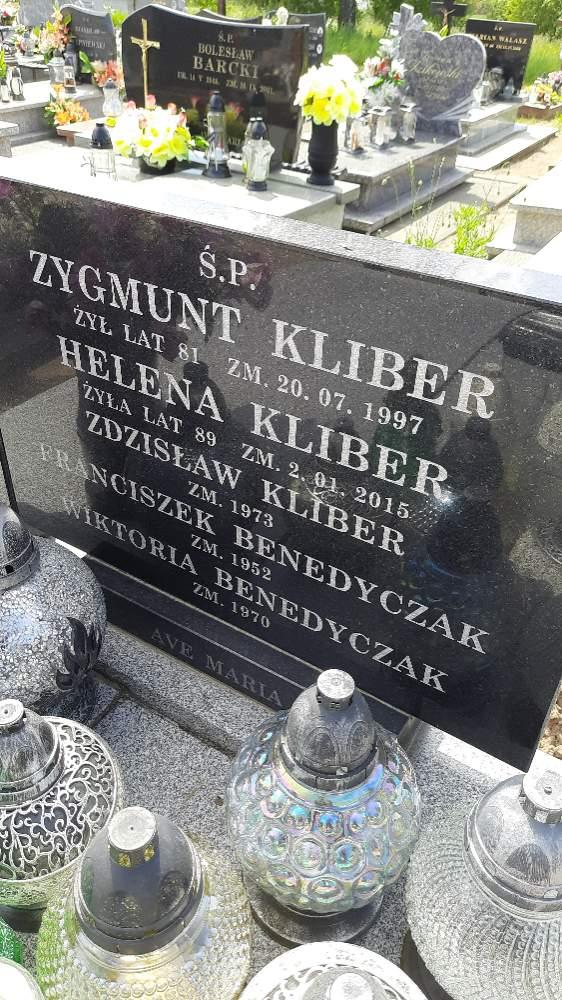 Ś.P.
BOLESŁAW
BARCKI
Ś.P.
ZYGMUNT KLIBER
ŻYŁ LAT 81 ZM. 20. 07. 1997
HELENA KLIBER
ŻYŁA LAT 89 ZM. 2. 01. 2015
ZDZISŁAW KLIBER
ZM. 1973
FRANCISZEK BENEDYCZAK
ZM. 1952
WIKTORIA BENEDYCZAK
ZM. 1970
AVE MARIA